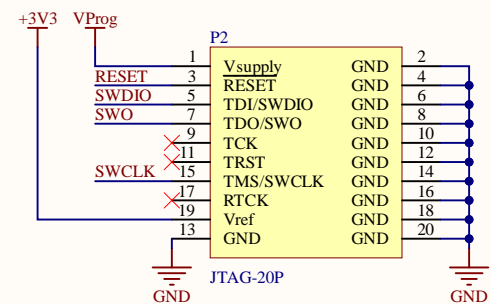 +3V3 VProg
P2
1 Vsupply GND 2
RESET 3 RESET GND 4
SWDIO 5 TDI/SWDIO GND 6
SWO 7 TDO/SWO GND 8
9 TCK GND 10
11 TRST GND 12
SWCLK 15 TMS/SWCLK GND 14
17 RTCK GND 16
19 Vref GND 18
13 GND GND 20
JTAG-20P
GND GND